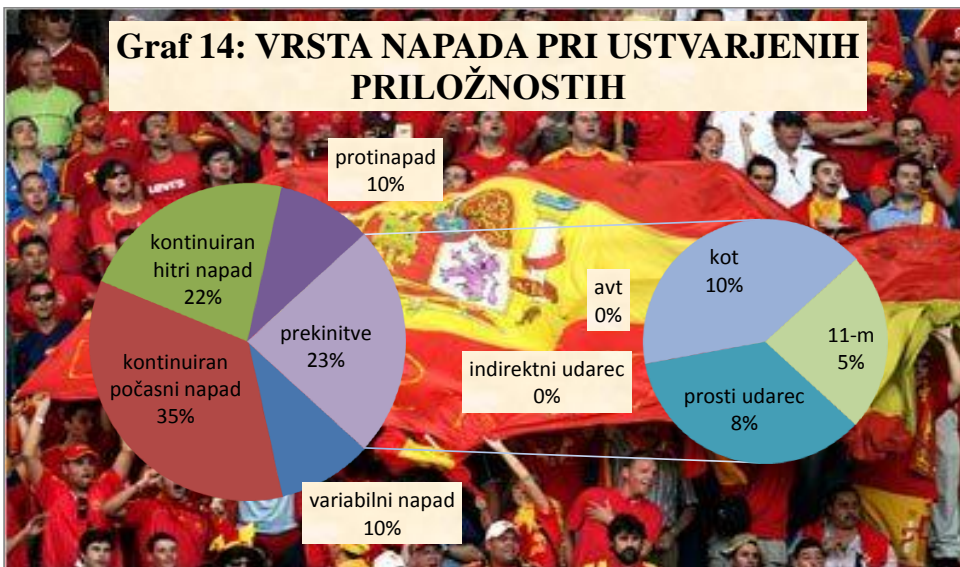 Graf 14: VRSTA NAPADA PRI USTVARJENIH
PRILOŽNOSTIH
protinapad
10%
kontinuiran
hitri napad
22%
prekinitve
23%
kontinuiran
počasni napad
35%
variabilni napad
10%
avt
0%
indirektni udarec
0%
kot
10%
11-m
5%
prosti udarec
8%
LEVI'S